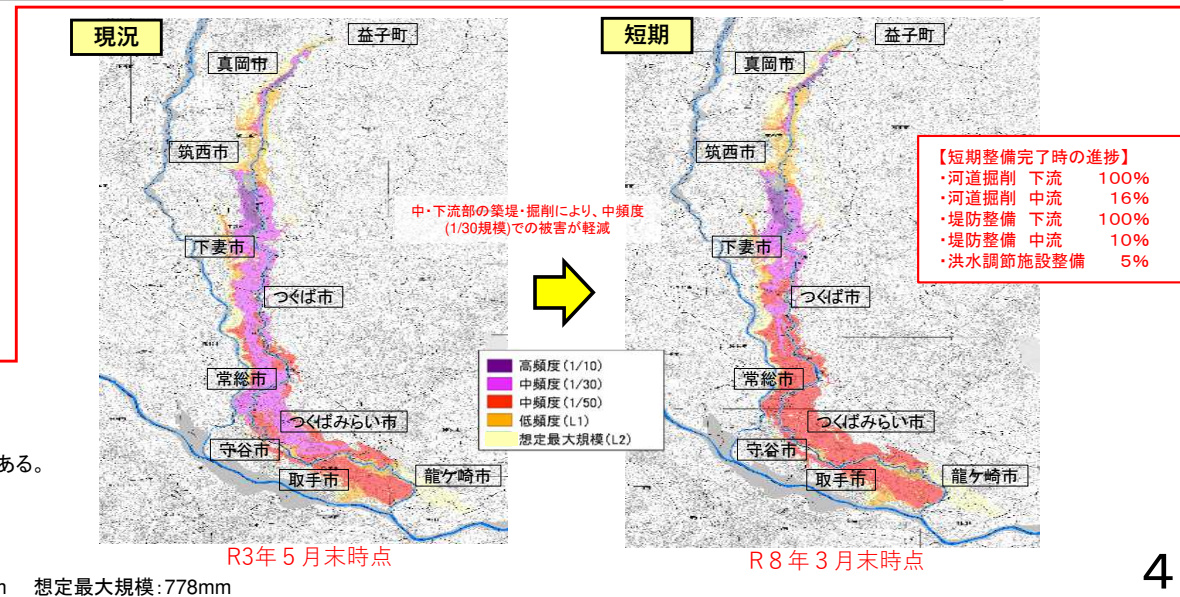 現況
益子町
真岡市
筑西市
下妻市
つくば市
常総市
つくばみらい市
守谷市
取手市
龍ケ崎市
R3年5月末時点
中・下流部の築堤・掘削により、中頻度
(1/30規模)での被害が軽減
高頻度(1/10)
中頻度(1/30)
中頻度(1/50)
低頻度(L1)
想定最大規模(L2)
短期
益子町
真岡市
筑西市
下妻市
つくば市
常総市
つくばみらい市
守谷市
取手市
龍ケ崎市
R8年3月末時点
【短期整備完了時の進捗】
・河道掘削 下流 100%
・河道掘削 中流 16%
・堤防整備 下流 100%
・堤防整備 中流 10%
・洪水調節施設整備 5%
ある。
想定最大規模:778mm
4